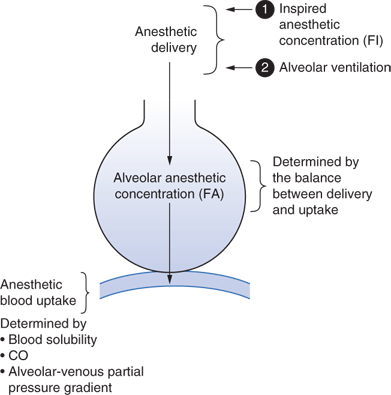 Anesthetic
delivery
1 Inspired
anesthetic
concentration (FI)
2 Alveolar ventilation
Alveolar anesthetic
concentration (FA)
Determined by
the balance
between delivery
and uptake
Anesthetic
blood uptake
Determined by
• Blood solubility
• CO
• Alveolar-venous partial
pressure gradient